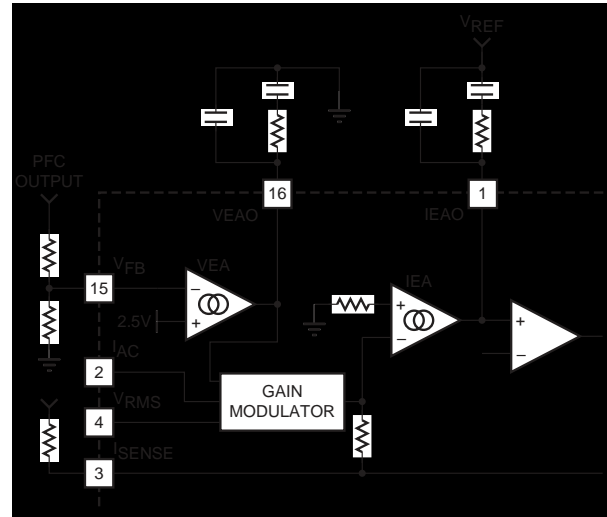 VREF
PFC
OUTPUT
16
1
VEAO
IEAO
VFB
VEA
IEA
15
−
+
2.5V
+
−
+
−
IAC
2
GAIN
MODULATOR
VRMS
4
ISENSE
3